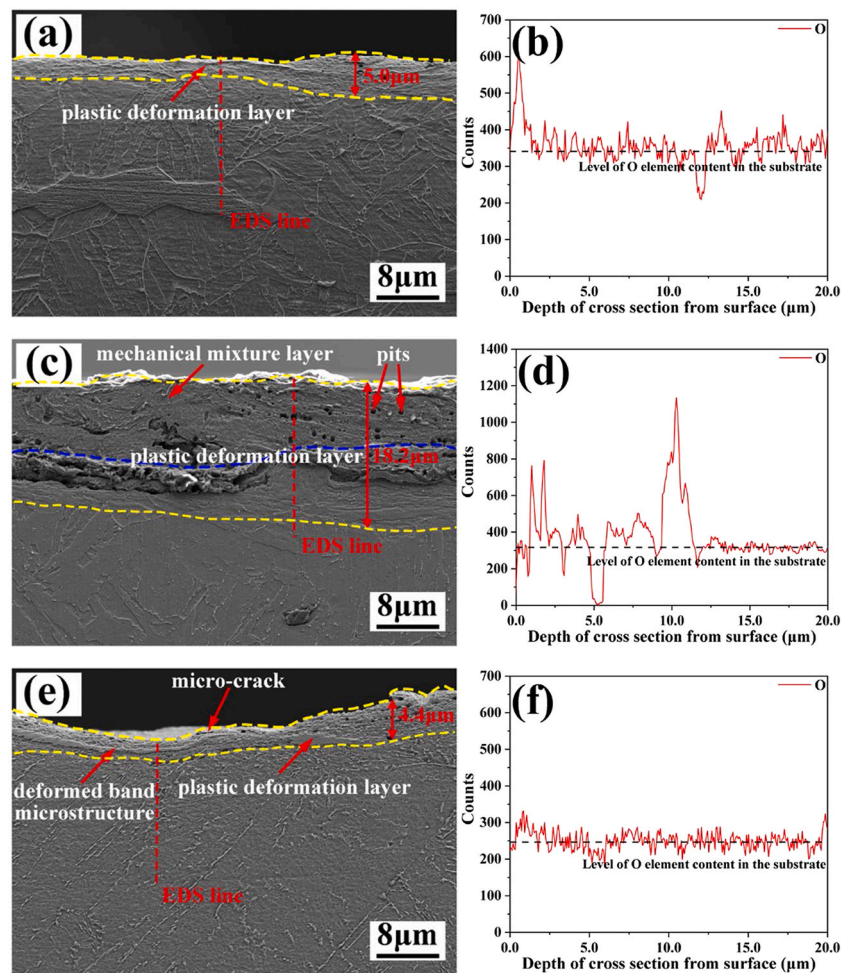 (a)
5.0μm
plastic deformation layer
EDS line
8μm
(b)
O
700
600
500
400
300
200
100
0
Counts
Level of O element content in the substrate
0.0 5.0 10.0 15.0 20.0
Depth of cross section from surface (μm)
(c)
mechanical mixture layer
pits
plastic deformation layer
18.2μm
EDS line
8μm
(d)
O
1400
1200
1000
800
600
400
200
0
Counts
Level of O element content in the substrate
0.0 5.0 10.0 15.0 20.0
Depth of cross section from surface (μm)
(e)
micro-crack
4.4μm
deformed band
microstructure
plastic deformation layer
EDS line
8μm
(f)
O
700
600
500
400
300
200
100
0
Counts
Level of O element content in the substrate
0.0 5.0 10.0 15.0 20.0
Depth of cross section from surface (μm)